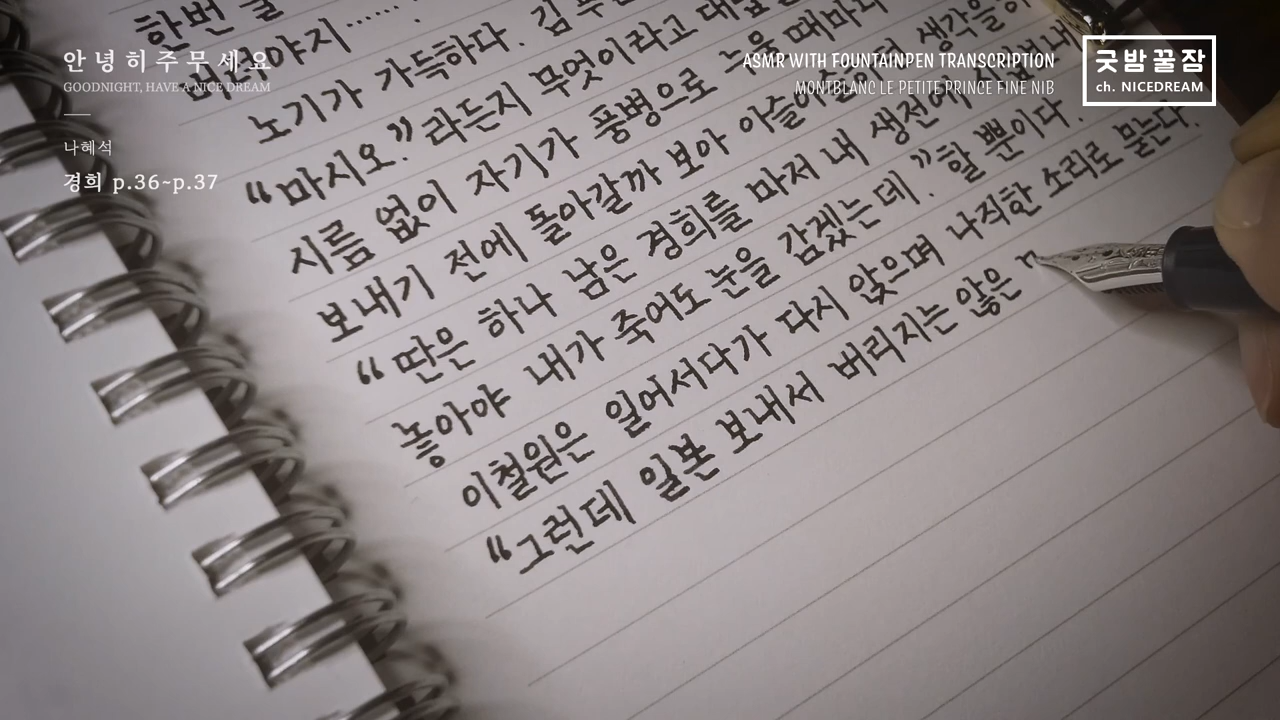 안녕히주무세요
GOODNIGHT, HAVE A NICE DREAM
나혜석
경희 p.36~p.37
ASMR WITH FOUNTAINPEN TRANSCRIPTION
MONTBLANC LE PETITE PRINCE FINE NIB
굿밤꿀잠
ch. NICEDREAM
한번
노기가 가득하다. 김
“마시오.” 라든지 무엇이라고 대답
시름 없이 자기가 풍병으로 누울 때마다
보내기 전에 돌아갈까 보아 아슬아슬하며 생각을
“딴은 하나 남은 경희를 마저 내 생전에 시집보내
놓아야 내가 죽어도 눈을 감겠는데.” 할 뿐이다.
이철원은 일어서다가 다시 앉으며 나직한 소리로 묻는다.
“그런데 일본 보내서 버리지는 않은